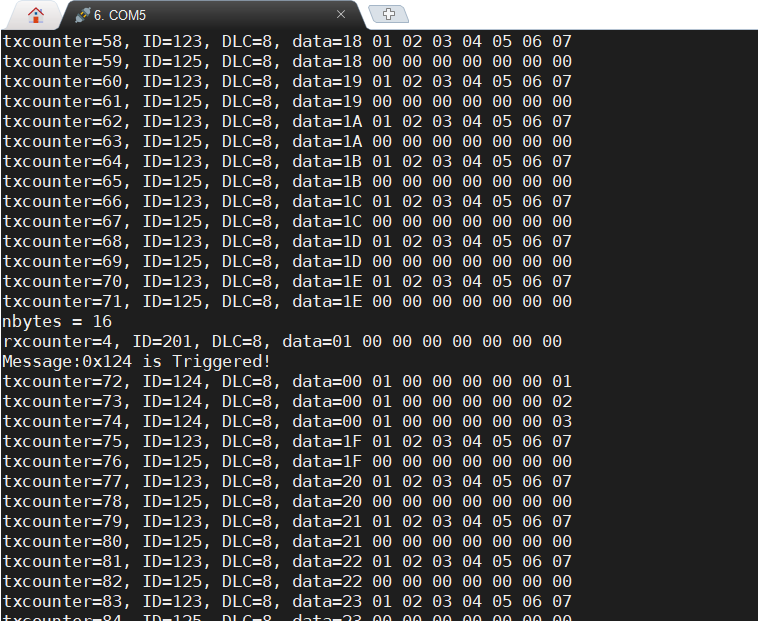 6. COM5
txcounter=58, ID=123, DLC=8, data=18 01 02 03 04 05 06 07
txcounter=59, ID=125, DLC=8, data=18 00 00 00 00 00 00 00
txcounter=60, ID=123, DLC=8, data=19 01 02 03 04 05 06 07
txcounter=61, ID=125, DLC=8, data=19 00 00 00 00 00 00 00
txcounter=62, ID=123, DLC=8, data=1A 01 02 03 04 05 06 07
txcounter=63, ID=125, DLC=8, data=1A 00 00 00 00 00 00 00
txcounter=64, ID=123, DLC=8, data=1B 01 02 03 04 05 06 07
txcounter=65, ID=125, DLC=8, data=1B 00 00 00 00 00 00 00
txcounter=66, ID=123, DLC=8, data=1C 01 02 03 04 05 06 07
txcounter=67, ID=125, DLC=8, data=1C 00 00 00 00 00 00 00
txcounter=68, ID=123, DLC=8, data=1D 01 02 03 04 05 06 07
txcounter=69, ID=125, DLC=8, data=1D 00 00 00 00 00 00 00
txcounter=70, ID=123, DLC=8, data=1E 01 02 03 04 05 06 07
txcounter=71, ID=125, DLC=8, data=1E 00 00 00 00 00 00 00
nbytes = 16
rxcounter=4, ID=201, DLC=8, data=01 00 00 00 00 00 00 00
Message:0x124 is Triggered!
txcounter=72, ID=124, DLC=8, data=00 01 00 00 00 00 00 01
txcounter=73, ID=124, DLC=8, data=00 01 00 00 00 00 00 02
txcounter=74, ID=124, DLC=8, data=00 01 00 00 00 00 00 03
txcounter=75, ID=123, DLC=8, data=1F 01 02 03 04 05 06 07
txcounter=76, ID=125, DLC=8, data=1F 00 00 00 00 00 00 00
txcounter=77, ID=123, DLC=8, data=20 01 02 03 04 05 06 07
txcounter=78, ID=125, DLC=8, data=20 00 00 00 00 00 00 00
txcounter=79, ID=123, DLC=8, data=21 01 02 03 04 05 06 07
txcounter=80, ID=125, DLC=8, data=21 00 00 00 00 00 00 00
txcounter=81, ID=123, DLC=8, data=22 01 02 03 04 05 06 07
txcounter=82, ID=125, DLC=8, data=22 00 00 00 00 00 00 00
txcounter=83, ID=123, DLC=8, data=23 01 02 03 04 05 06 07
txcounter=84, ID=125, DLC=8, data=23 00 00 00 00 00 00 00